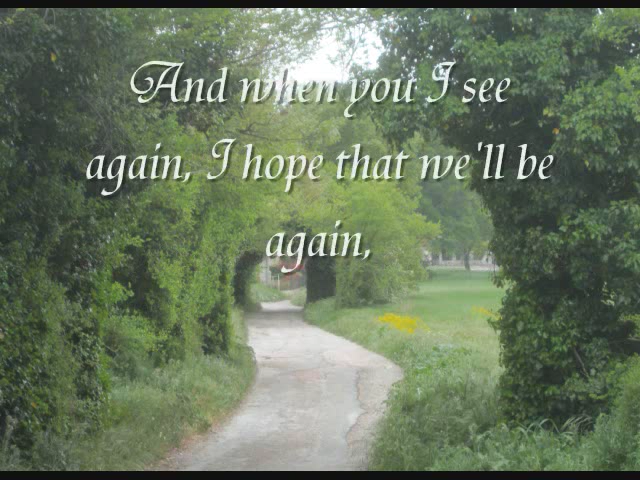 And when you I see
again, I hope that we'll be
again,